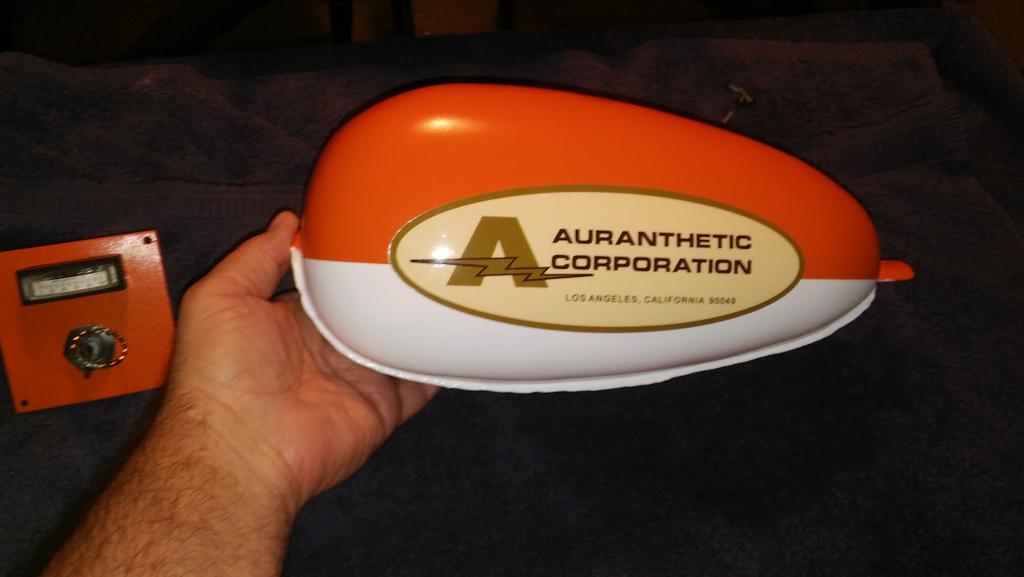 A
AURANTHETIC
CORPORATION
LOS ANGELES, CALIFORNIA 90049